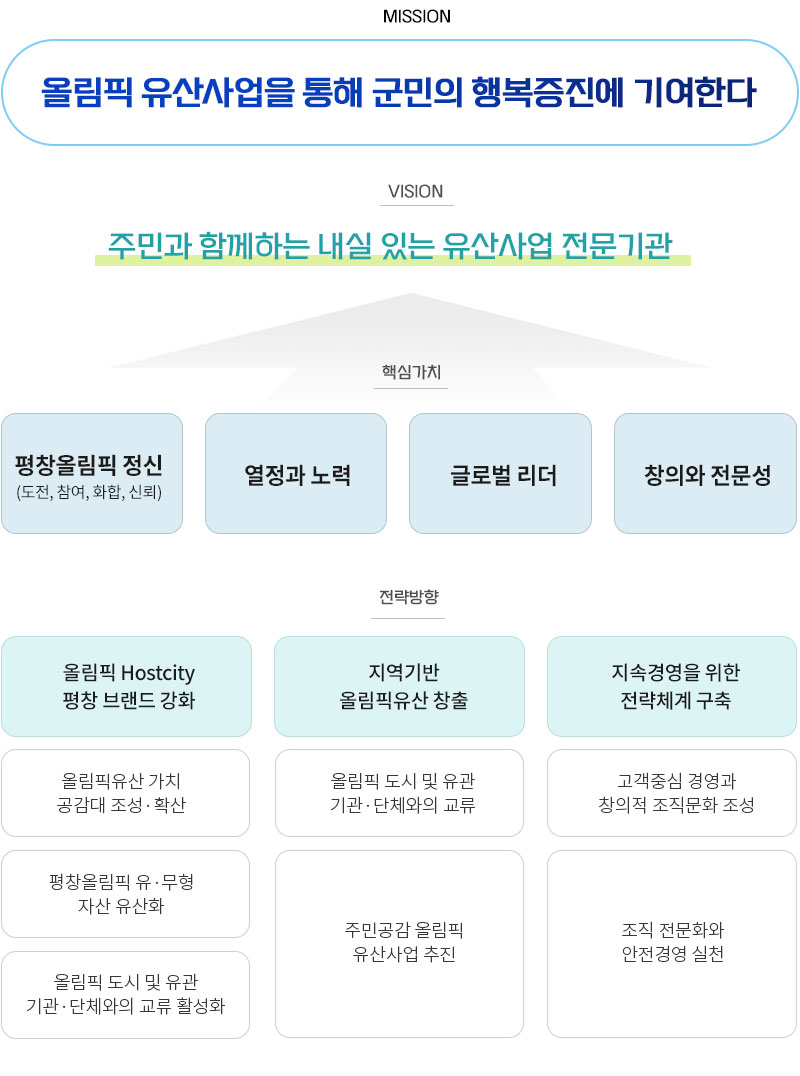 MISSION
올림픽 유산사업을 통해 군민의 행복증진에 기여한다
VISION
주민과 함께하는 내실 있는 유산사업 전문기관
핵심가치
평창올림픽 정신
(도전, 참여, 화합, 신뢰)
열정과 노력
글로벌 리더
창의와 전문성
전략방향
올림픽 Hostcity
평창 브랜드 강화
지역기반
올림픽유산 창출
지속경영을 위한
전략체계 구축
올림픽유산 가치
공감대 조성·확산
올림픽 도시 및 유관
기관·단체와의 교류
고객중심 경영과
창의적 조직문화 조성
평창올림픽 유·무형
자산 유산화
주민공감 올림픽
유산사업 추진
조직 전문화와
안전경영 실천
올림픽 도시 및 유관
기관·단체와의 교류 활성화